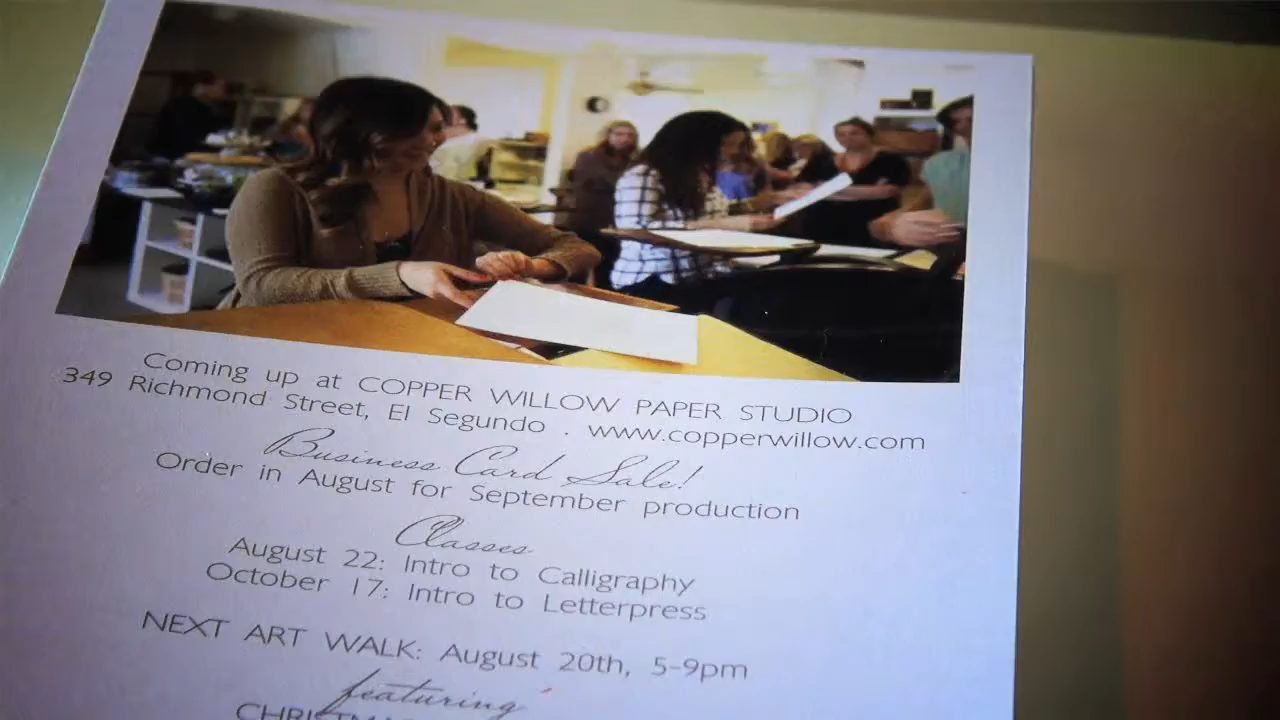 Coming up at COPPER WILLOW PAPER STUDIO
349 Richmond Street, El Segundo . www.copperwillow.com
Business Card Sale!
Order in August for September production
Classes
August 22: Intro to Calligraphy
October 17: Intro to Letterpress
NEXT ART WALK: August 20th, 5-9pm
featuring